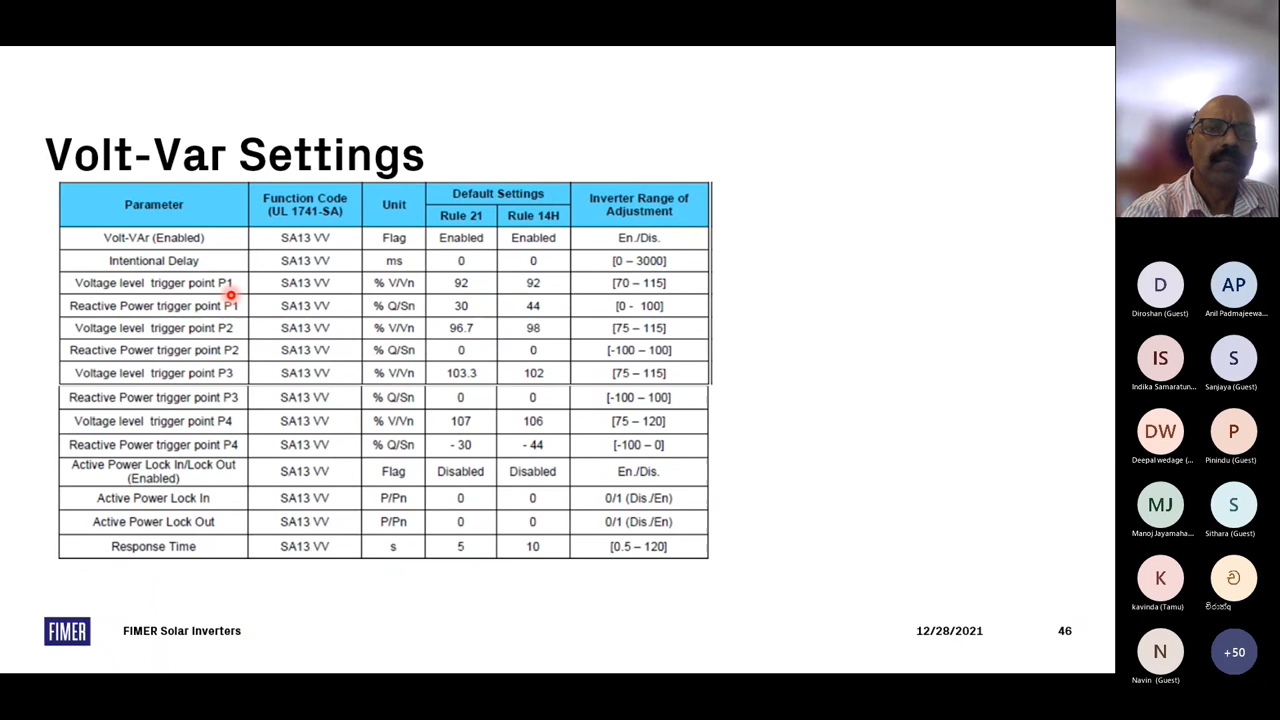 Volt-Var Settings
Parameter Function Code (UL 1741-SA) Unit Default Settings Inverter Range of Adjustment
Rule 21 Rule 14H
Volt-VAr (Enabled) SA13 VV Flag Enabled Enabled En./Dis.
Intentional Delay SA13 VV ms 0 0 [0 – 3000]
Voltage level trigger point P1 SA13 VV % V/Vn 92 92 [70 – 115]
Reactive Power trigger point P1 SA13 VV % Q/Sn 30 44 [0 - 100]
Voltage level trigger point P2 SA13 VV % V/Vn 96.7 98 [75 – 115]
Reactive Power trigger point P2 SA13 VV % Q/Sn 0 0 [-100 – 100]
Voltage level trigger point P3 SA13 VV % V/Vn 103.3 102 [75 – 115]
Reactive Power trigger point P3 SA13 VV % Q/Sn 0 0 [-100 – 100]
Voltage level trigger point P4 SA13 VV % V/Vn 107 106 [75 – 120]
Reactive Power trigger point P4 SA13 VV % Q/Sn - 30 - 44 [-100 – 0]
Active Power Lock In/Lock Out (Enabled) SA13 VV Flag Disabled Disabled En./Dis.
Active Power Lock In SA13 VV P/Pn 0 0 0/1 (Dis./En)
Active Power Lock Out SA13 VV P/Pn 0 0 0/1 (Dis./En)
Response Time SA13 VV s 5 10 [0.5 – 120]
FIMER FIMER Solar Inverters 12/28/2021 46
D AP
Diroshan (Guest) Anil Padmajeewa...
IS S
Indika Samaratun... Sanjaya (Guest)
DW P
Deepal wedage (... Pinindu (Guest)
MJ S
Manoj Jayamaha... Sithara (Guest)
K ච
kavinda (Tamu)
N +50
Navin (Guest)